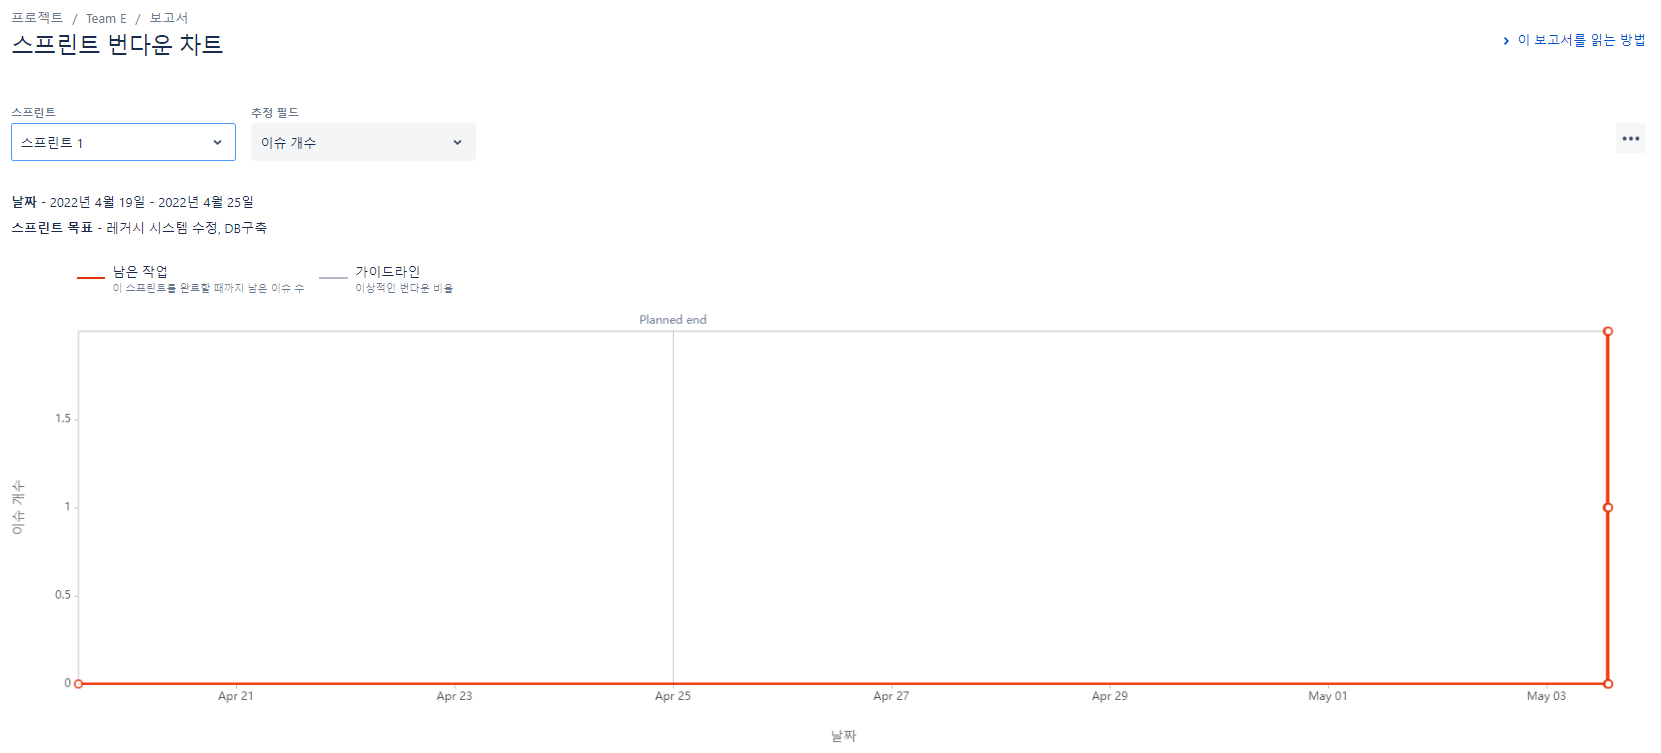 프로젝트 / Team E / 보고서
스프린트 번다운 차트
이 보고서를 읽는 방법
스프린트
추정 필드
스프린트 1
이슈 개수
날짜 - 2022년 4월 19일 - 2022년 4월 25일
스프린트 목표 - 레거시 시스템 수정, DB구축
남은 작업
이 스프린트를 완료할 때까지 남은 이슈 수
가이드라인
이상적인 번다운 비율
Planned end
1.5
1
0.5
0
이슈 개수
Apr 21
Apr 23
Apr 25
Apr 27
Apr 29
May 01
May 03
날짜